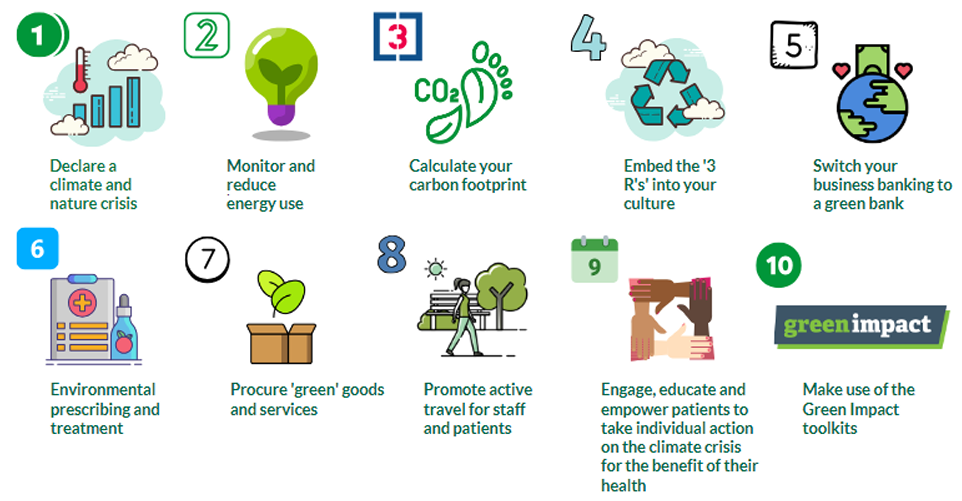 1
Declare a
climate and
nature crisis
2
Monitor and
reduce
energy use
3
CO₂
Calculate your
carbon footprint
4
Embed the '3
R's' into your
culture
5
Switch your
business banking to
a green bank
6
Environmental
prescribing and
treatment
7
Procure 'green' goods
and services
8
Promote active
travel for staff
and patients
9
Engage, educate and
empower patients to
take individual action
on the climate crisis
for the benefit of their
health
10
greenimpact
Make use of the
Green Impact
toolkits